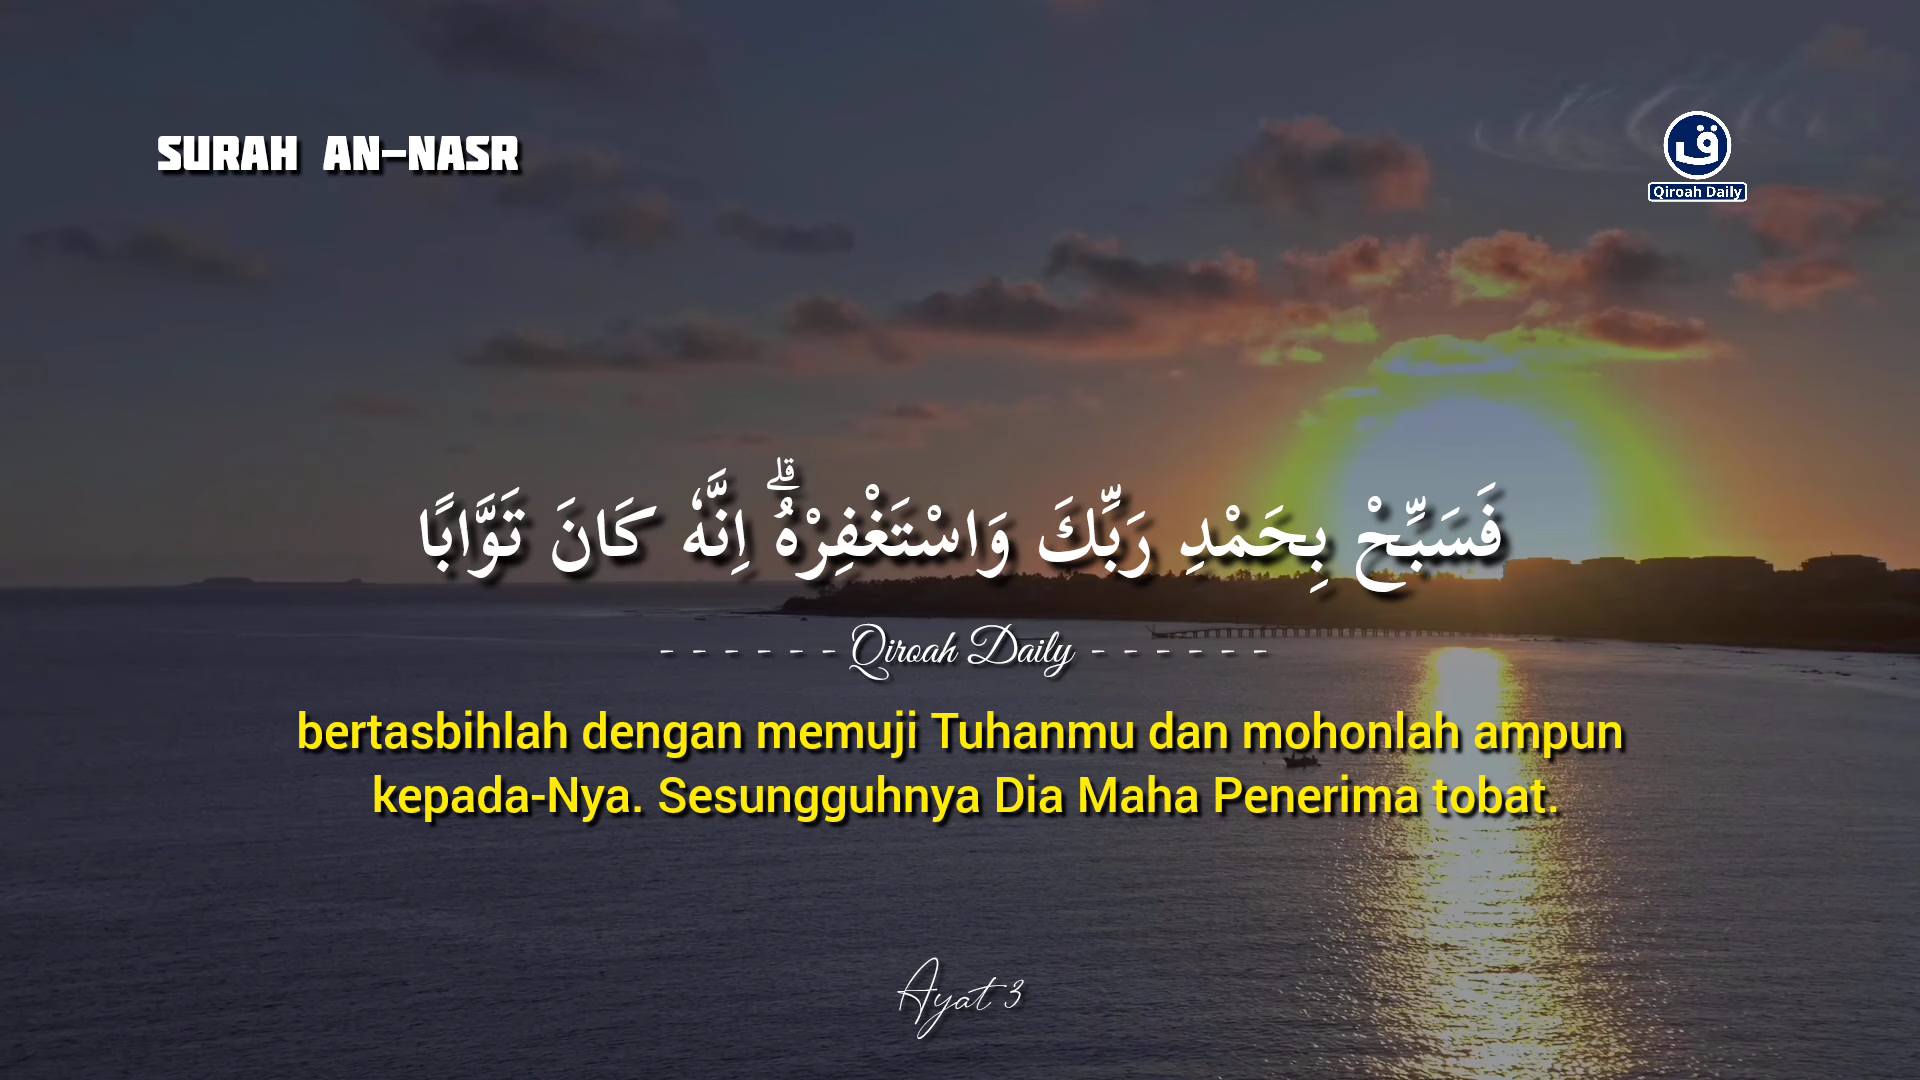 SURAH AN-NASR
ق
Qiroah Daily
فَسَبِّحْ بِحَمْدِ رَبِّكَ وَاسْتَغْفِرْهُۗ اِنَّهٗ كَانَ تَوَّابًا
- - - - - - Qiroah Daily - - - - - -
bertasbihlah dengan memuji Tuhanmu dan mohonlah ampun
kepada-Nya. Sesungguhnya Dia Maha Penerima tobat.
Ayat 3